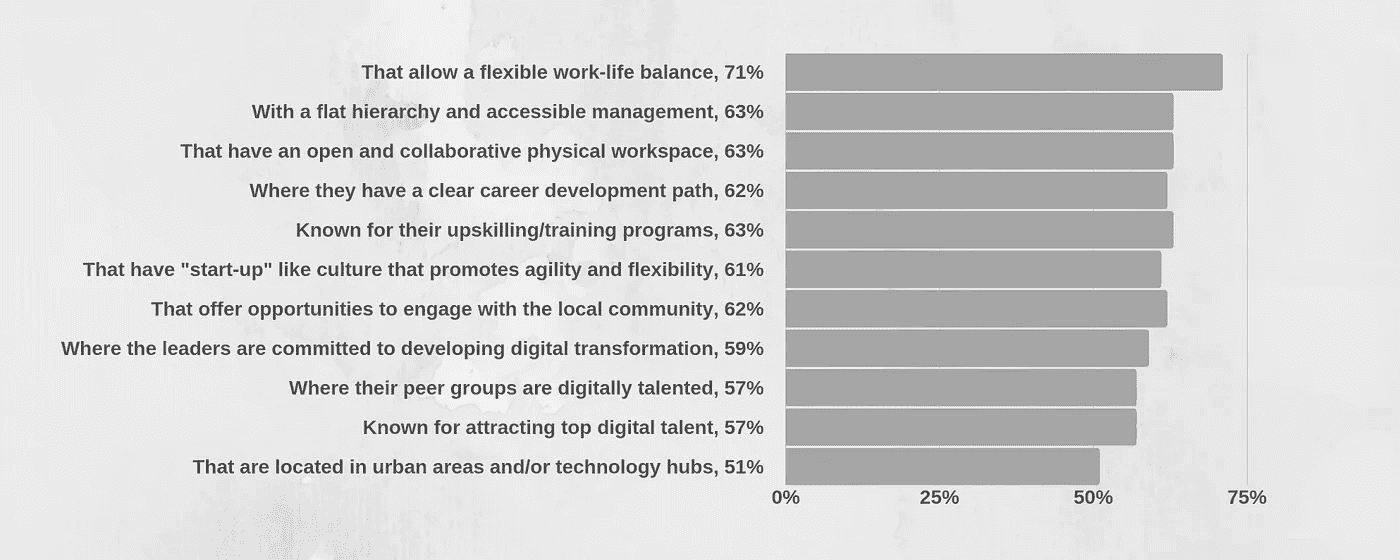 That allow a flexible work-life balance, 71%
With a flat hierarchy and accessible management, 63%
That have an open and collaborative physical workspace, 63%
Where they have a clear career development path, 62%
Known for their upskilling/training programs, 63%
That have "start-up" like culture that promotes agility and flexibility, 61%
That offer opportunities to engage with the local community, 62%
Where the leaders are committed to developing digital transformation, 59%
Where their peer groups are digitally talented, 57%
Known for attracting top digital talent, 57%
That are located in urban areas and/or technology hubs, 51%
0% 25% 50% 75%